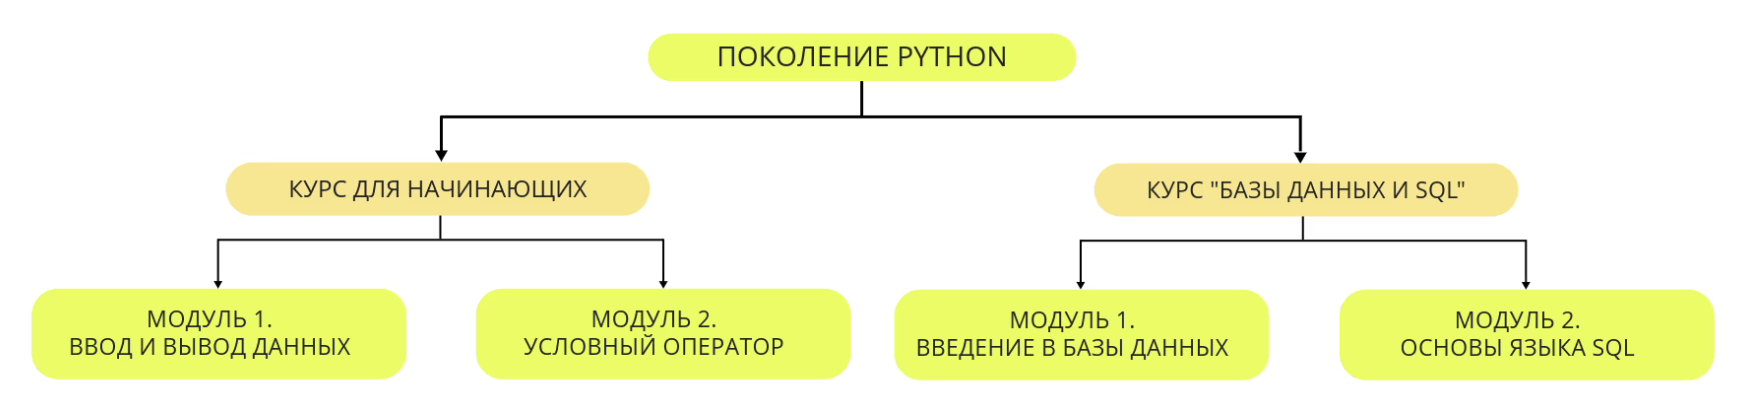 ПОКОЛЕНИЕ PYTHON
КУРС ДЛЯ НАЧИНАЮЩИХ
КУРС "БАЗЫ ДАННЫХ И SQL"
МОДУЛЬ 1.
ВВОД И ВЫВОД ДАННЫХ
МОДУЛЬ 2.
УСЛОВНЫЙ ОПЕРАТОР
МОДУЛЬ 1.
ВВЕДЕНИЕ В БАЗЫ ДАННЫХ
МОДУЛЬ 2.
ОСНОВЫ ЯЗЫКА SQL